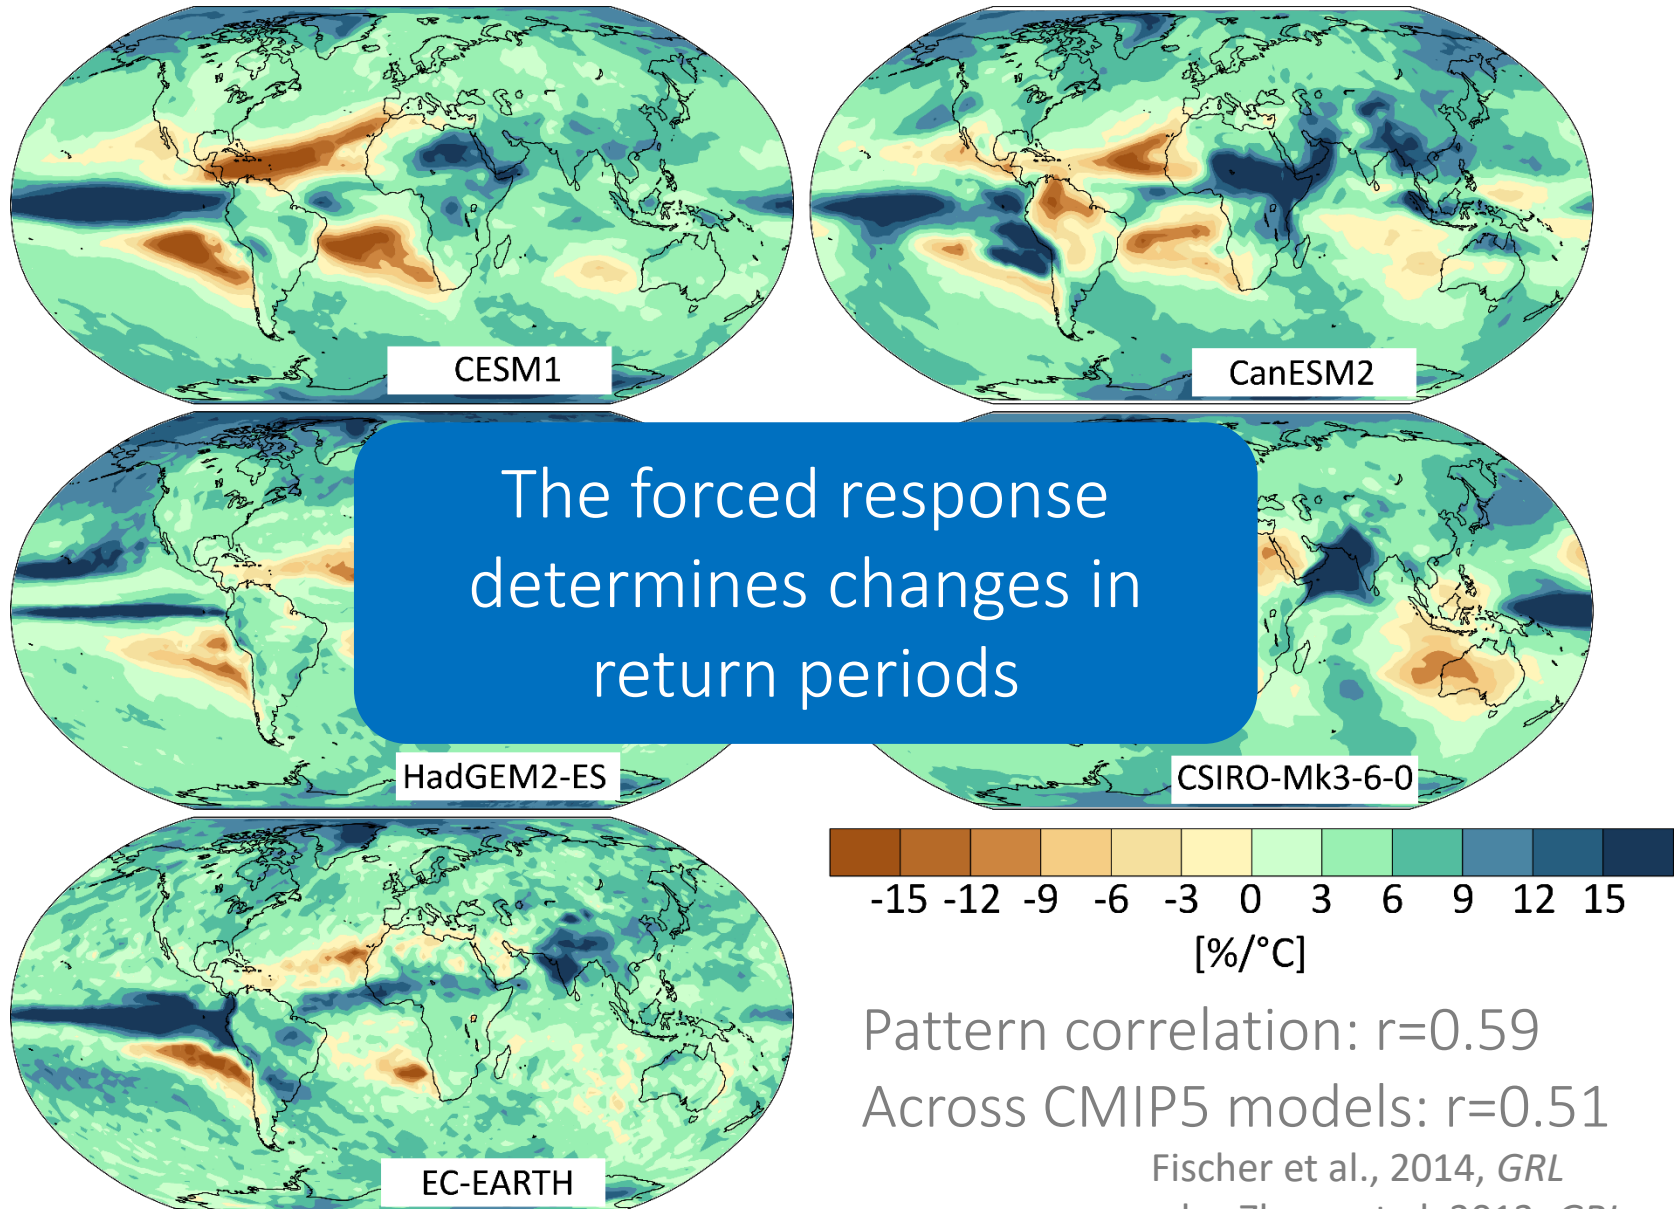 CESM1
CanESM2
The forced response
determines changes in
return periods
HadGEM2-ES
CSIRO-Mk3-6-0
-15 -12 -9 -6 -3 0 3 6 9 12 15
[%/°C]
EC-EARTH
Pattern correlation: r=0.59
Across CMIP5 models: r=0.51
Fischer et al., 2014, GRL